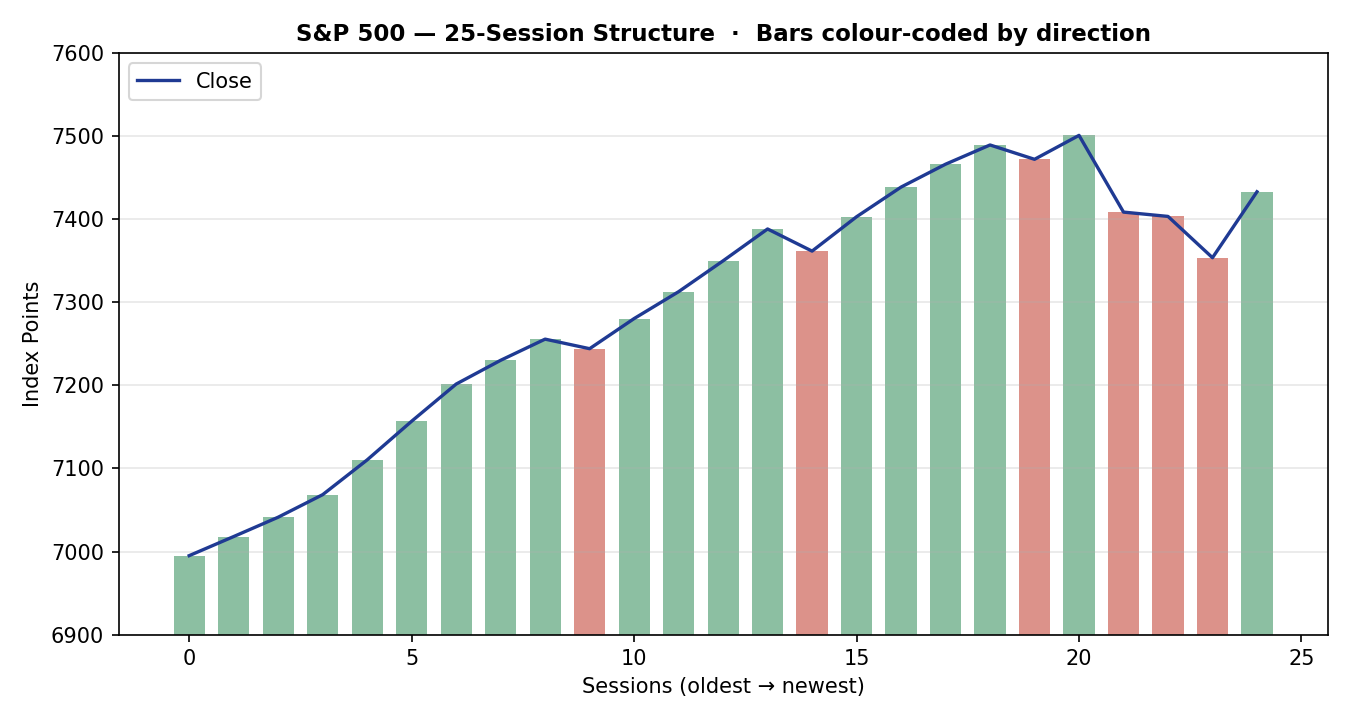 S&P 500 — 25-Session Structure · Bars colour-coded by direction
7600
Close
7500
7400
7300
7200
7100
7000
6900
Index Points
0 5 10 15 20 25
Sessions (oldest → newest)